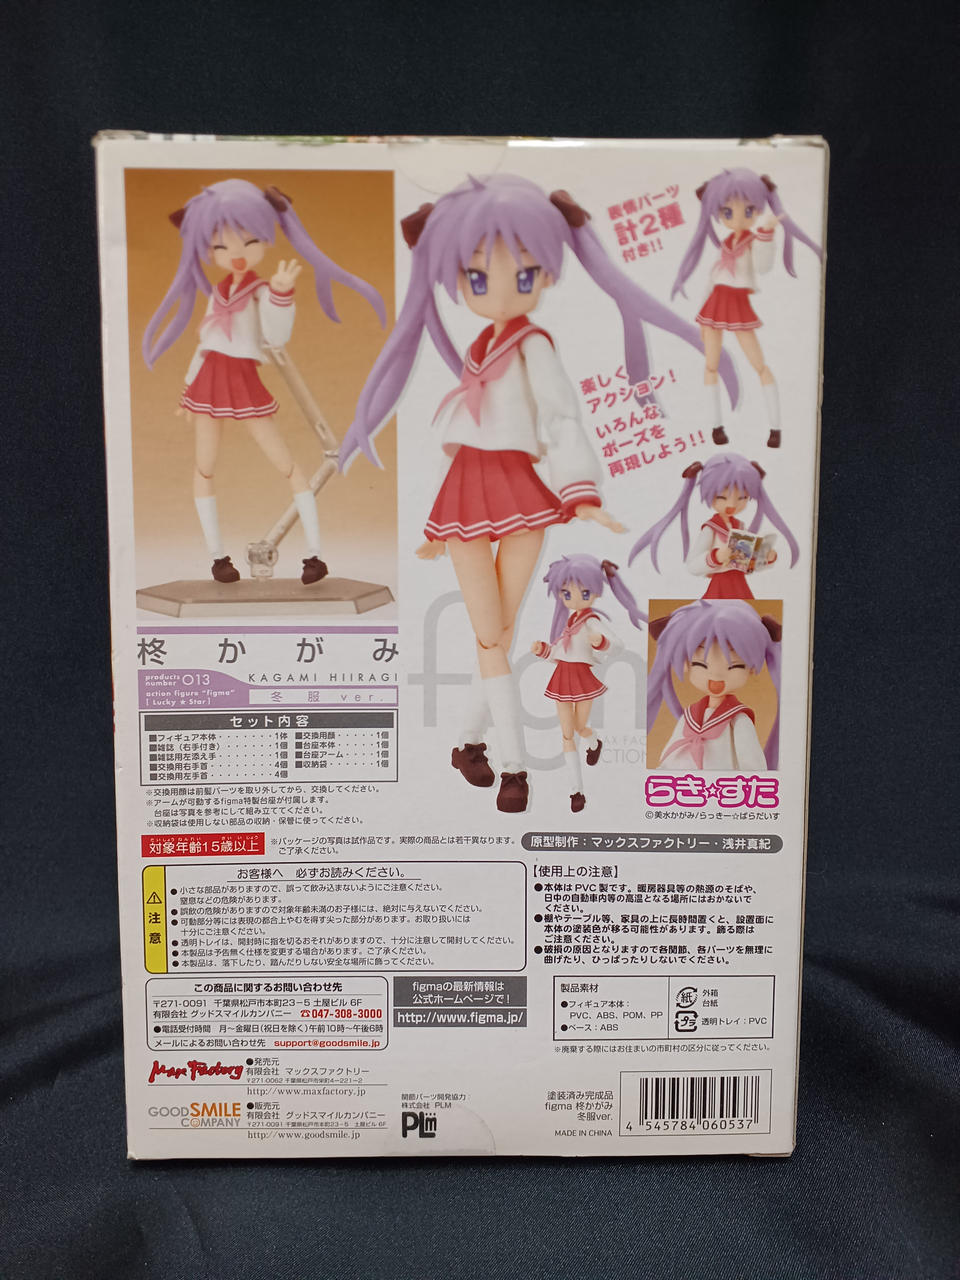 表情パーツ
計2種
付き!!
楽しく
アクション!
いろんな
ポーズを
再現しよう!!
柊かがみ
products number 013
KAGAMI HIIRAGI
action figure "figma"
[ Lucky ★ Star ]
冬服 ver.
figma
セット内容
■フィギュア本体・・・・・・・1体
■雑誌（右手付き）・・・・・・1個
■雑誌用左添え手・・・・・・・1個
■交換用右手首・・・・・・・・4個
■交換用左手首・・・・・・・・4個
■交換用顔・・・・・・1個
■台座本体・・・・・・1個
■台座アーム・・・・・1個
■収納袋・・・・・・・1個
※交換用顔は前髪パーツを取り外してから、交換してください。
※アームが可動するfigma特製台座が付属します。
台座は写真を参考にして組み立ててください。
※収納袋は使用しない部品の収納・保管に使ってください。
らき☆すた
©美水かがみ/らっきー☆ぱらだいす
対象年齢15歳以上
※パッケージの写真は試作品です。実際の商品とは若干異なります。
ご了承ください。
原型制作：マックスファクトリー・浅井真紀
注意
お客様へ 必ずお読みください。
●小さな部品がありますので、誤って飲み込まないようにご注意ください。
窒息などの危険があります。
●誤飲の危険がありますので対象年齢未満のお子様には、絶対に与えないでください。
●可動部分等には表現の都合上やむを得ず尖った部分があります。お取り扱いには
十分にご注意ください。
●透明トレイは、開封時に指を切るおそれがありますので、十分に注意して開封してください。
●本製品は予告無く仕様を変更する場合があります。ご了承ください。
●本製品は、落下したり、踏んだりしない安全な場所に飾ってください。
【使用上の注意】
●本体はPVC製です。暖房器具等の熱源のそばや、
日中の自動車内等の高温となる場所にはおかないで
ください。
●棚やテーブル等、家具の上に長時間置くと、設置面に
本体の塗装色が移る可能性があります。飾る際は
ご注意ください。
●破損の原因となりますので各関節、各パーツを無理に
曲げたり、ひっぱったりしないでください。
この商品に関するお問い合わせ先
〒271-0091 千葉県松戸市本町23-5 土屋ビル 6F
有限会社 グッドスマイルカンパニー ☎047-308-3000
●電話受付時間 月〜金曜日(祝日を除く)午前10時〜午後6時
メールによるお問い合わせ先 support@goodsmile.jp
figmaの最新情報は
公式ホームページで!
http://www.figma.jp/
製品素材
●フィギュア本体：
PVC、ABS、POM、PP
●ベース：ABS
紙
外箱
台紙
プラ
透明トレイ：PVC
※廃棄する際にはお住まいの市町村の区分に従ってください。
Max Factory
●発売元
有限会社 マックスファクトリー
〒271-0062 千葉県松戸市栄町4-221-2
http://www.maxfactory.jp/
GOOD SMILE COMPANY
●販売元
有限会社 グッドスマイルカンパニー
〒271-0091 千葉県松戸市本町23-5 土屋ビル 6F
http://www.goodsmile.jp/
関節パーツ開発協力：
株式会社 PLM
PLM
塗装済み完成品
figma 柊かがみ
冬服ver.
MADE IN CHINA
4 545784 060537